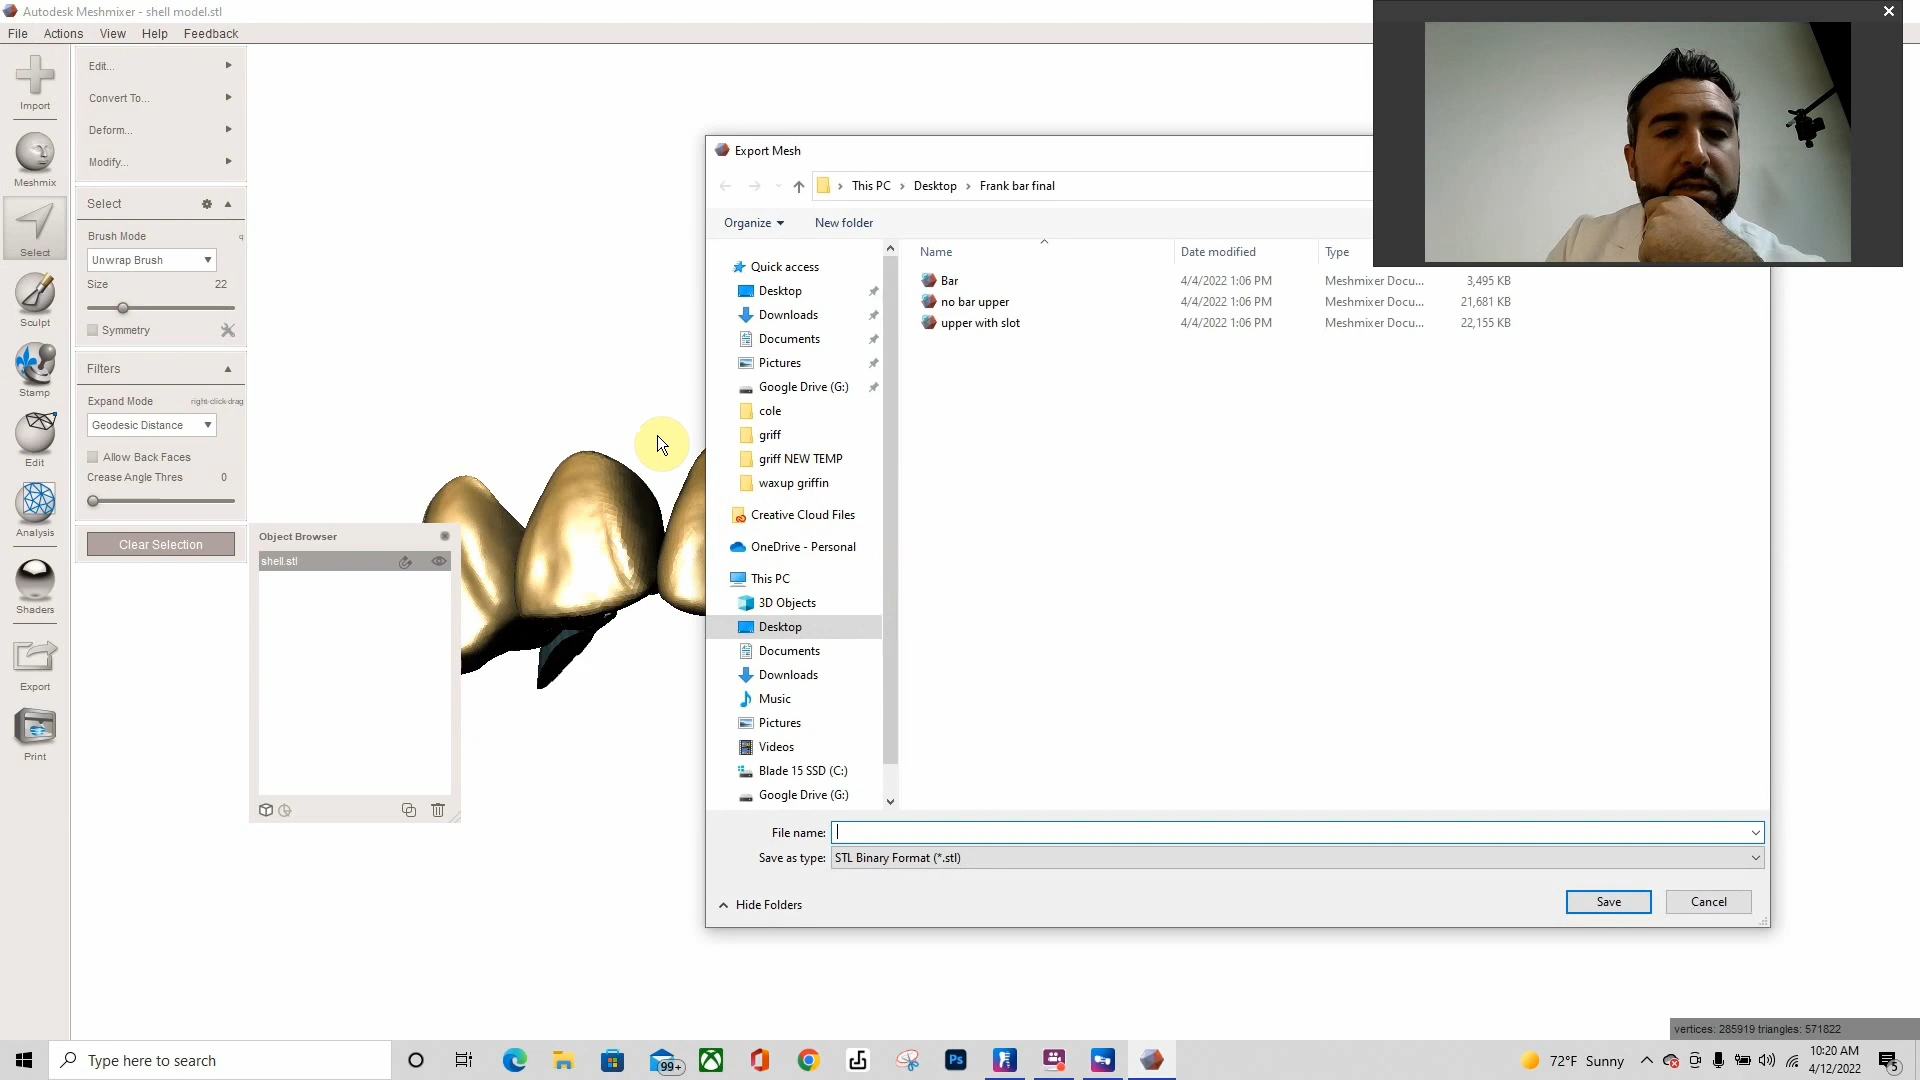 Autodesk Meshmixer - shell model.stl
File Actions View Help Feedback
Import
Meshmix
Select
Sculpt
Stamp
Edit
Analysis
Shaders
Export
Print
Edit...
Convert To...
Deform...
Modify...
Select
Brush Mode q
Unwrap Brush
Size 22
Symmetry
Filters
Expand Mode right-click-drag
Geodesic Distance
Allow Back Faces
Crease Angle Thres 0
Clear Selection
Object Browser
shell.stl
Export Mesh
This PC > Desktop > Frank bar final
Organize New folder
Quick access
Desktop
Downloads
Documents
Pictures
Google Drive (G:)
cole
griff
griff NEW TEMP
waxup griffin
Creative Cloud Files
OneDrive - Personal
This PC
3D Objects
Desktop
Documents
Downloads
Music
Pictures
Videos
Blade 15 SSD (C:)
Google Drive (G:)
Name Date modified Type
Bar 4/4/2022 1:06 PM Meshmixer Docu... 3,495 KB
no bar upper 4/4/2022 1:06 PM Meshmixer Docu... 21,681 KB
upper with slot 4/4/2022 1:06 PM Meshmixer Docu... 22,155 KB
File name:
Save as type: STL Binary Format (*.stl)
Hide Folders
Save Cancel
vertices: 285919 triangles: 571822
Type here to search
99+
Ps
72°F Sunny
10:20 AM
4/12/2022
5